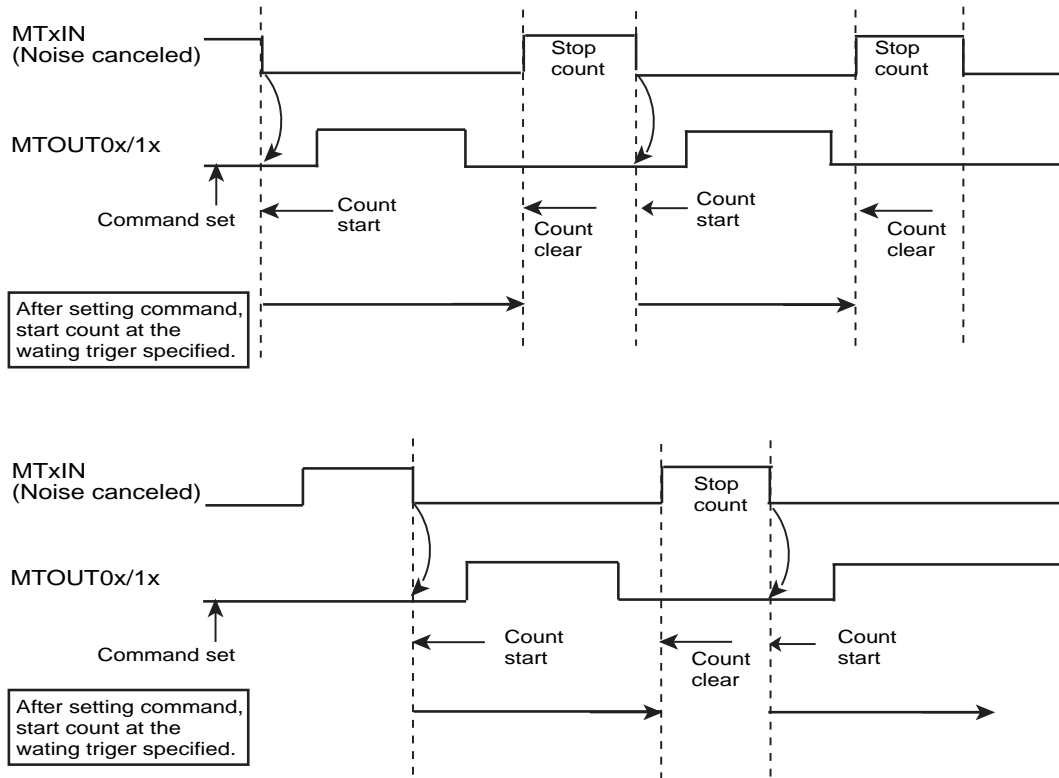 MTxIN
(Noise canceled)
Stop
count
Stop
count
MTOUT0x/1x
Command set
Count
start
Count
clear
Count
start
Count
clear
After setting command,
start count at the
wating triger specified.
MTxIN
(Noise canceled)
Stop
count
MTOUT0x/1x
Command set
Count
start
Count
clear
Count
start
After setting command,
start count at the
wating triger specified.